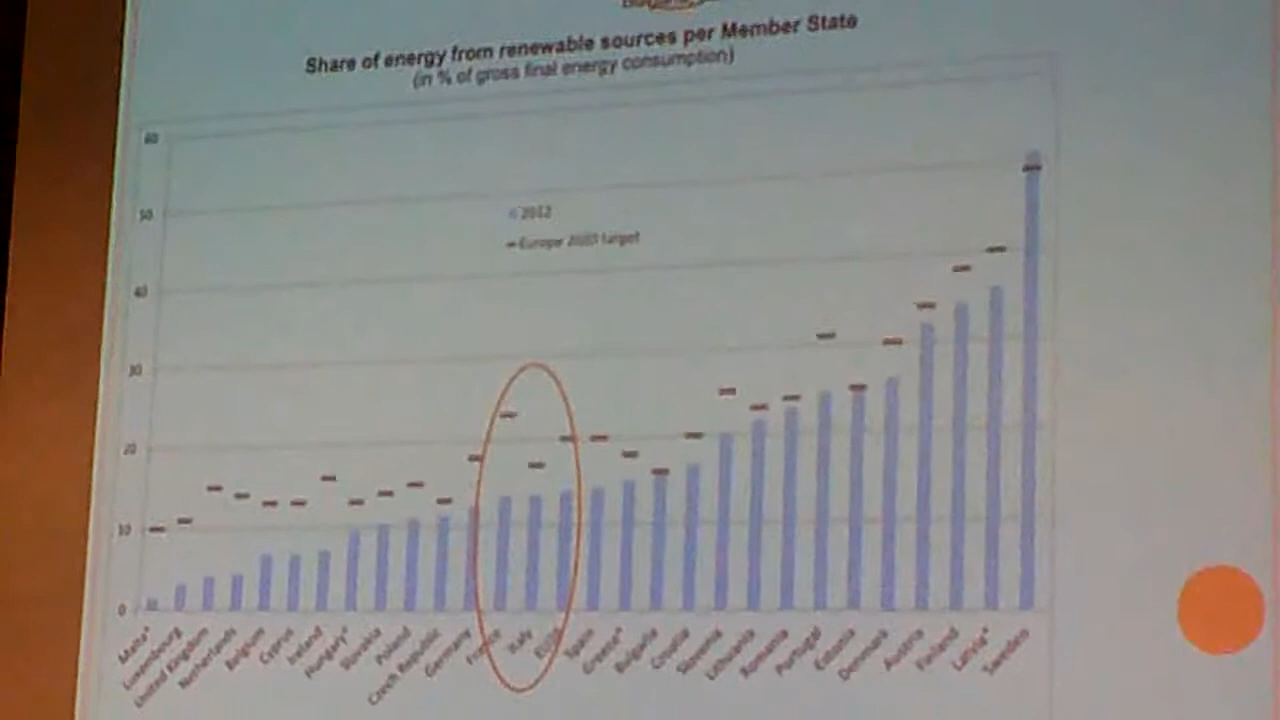 Share of energy from renewable sources per Member State
(in % of gross final energy consumption)
60
50
40
30
20
10
0
2012
Europe 2020 target
Malta*
Luxembourg
United Kingdom
Netherlands
Belgium
Cyprus
Ireland
Hungary*
Slovakia
Poland
Czech Republic
Germany
France
Italy
EU28
Spain
Greece*
Bulgaria
Croatia
Slovenia
Lithuania
Romania
Portugal
Estonia
Denmark
Austria
Finland
Latvia*
Sweden